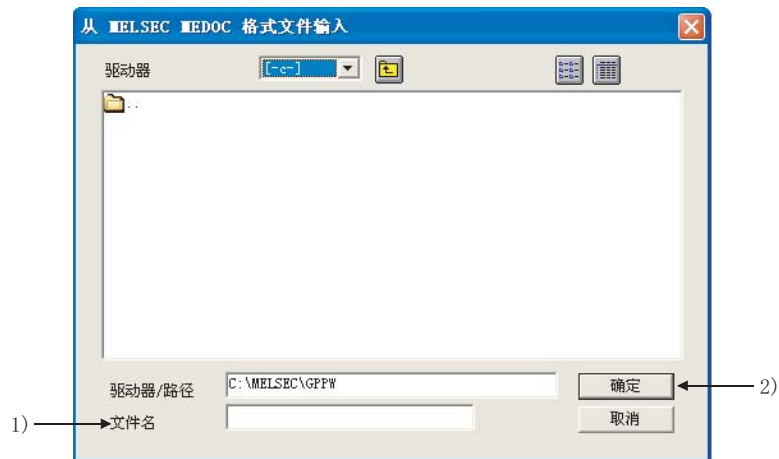 从 MELSEC MEDOC 格式文件输入
驱动器 [-c-]
..
驱动器/路径 C:\MELSEC\GPPW 确定 2)
1) 文件名 取消